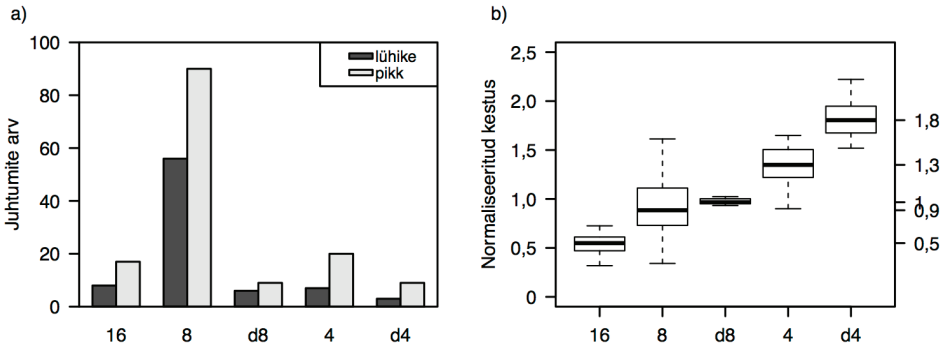 a)
Juhtumite arv
100
80
60
40
20
0
lühike
pikk
16 8 d8 4 d4
b)
Normaliseeritud kestus
2,5
2,0
1,5
1,0
0,5
0
1,8
1,3
1
0,9
0,5
16 8 d8 4 d4